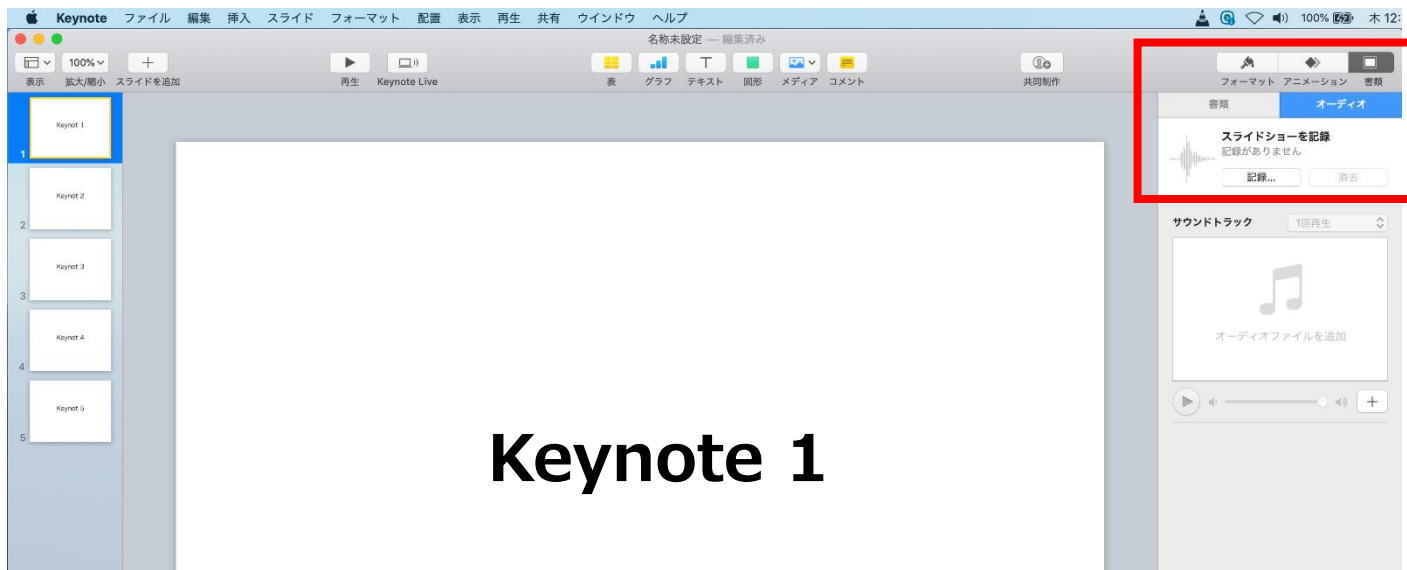 Keynote ファイル 編集 挿入 スライド フォーマット 配置 表示 再生 共有 ウインドウ ヘルプ 100% 木 12:
名称未設定 — 編集済み
100%
表示 拡大/縮小 スライドを追加 再生 Keynote Live 表 グラフ テキスト 図形 メディア コメント 共同制作 フォーマット アニメーション 書類
書類 オーディオ
スライドショーを記録
記録がありません
記録... 消去
サウンドトラック 1回再生
オーディオファイルを追加
Keynot 1
1
Keynot 2
2
Keynot 3
3
Keynot 4
4
Keynot 5
5
Keynote 1